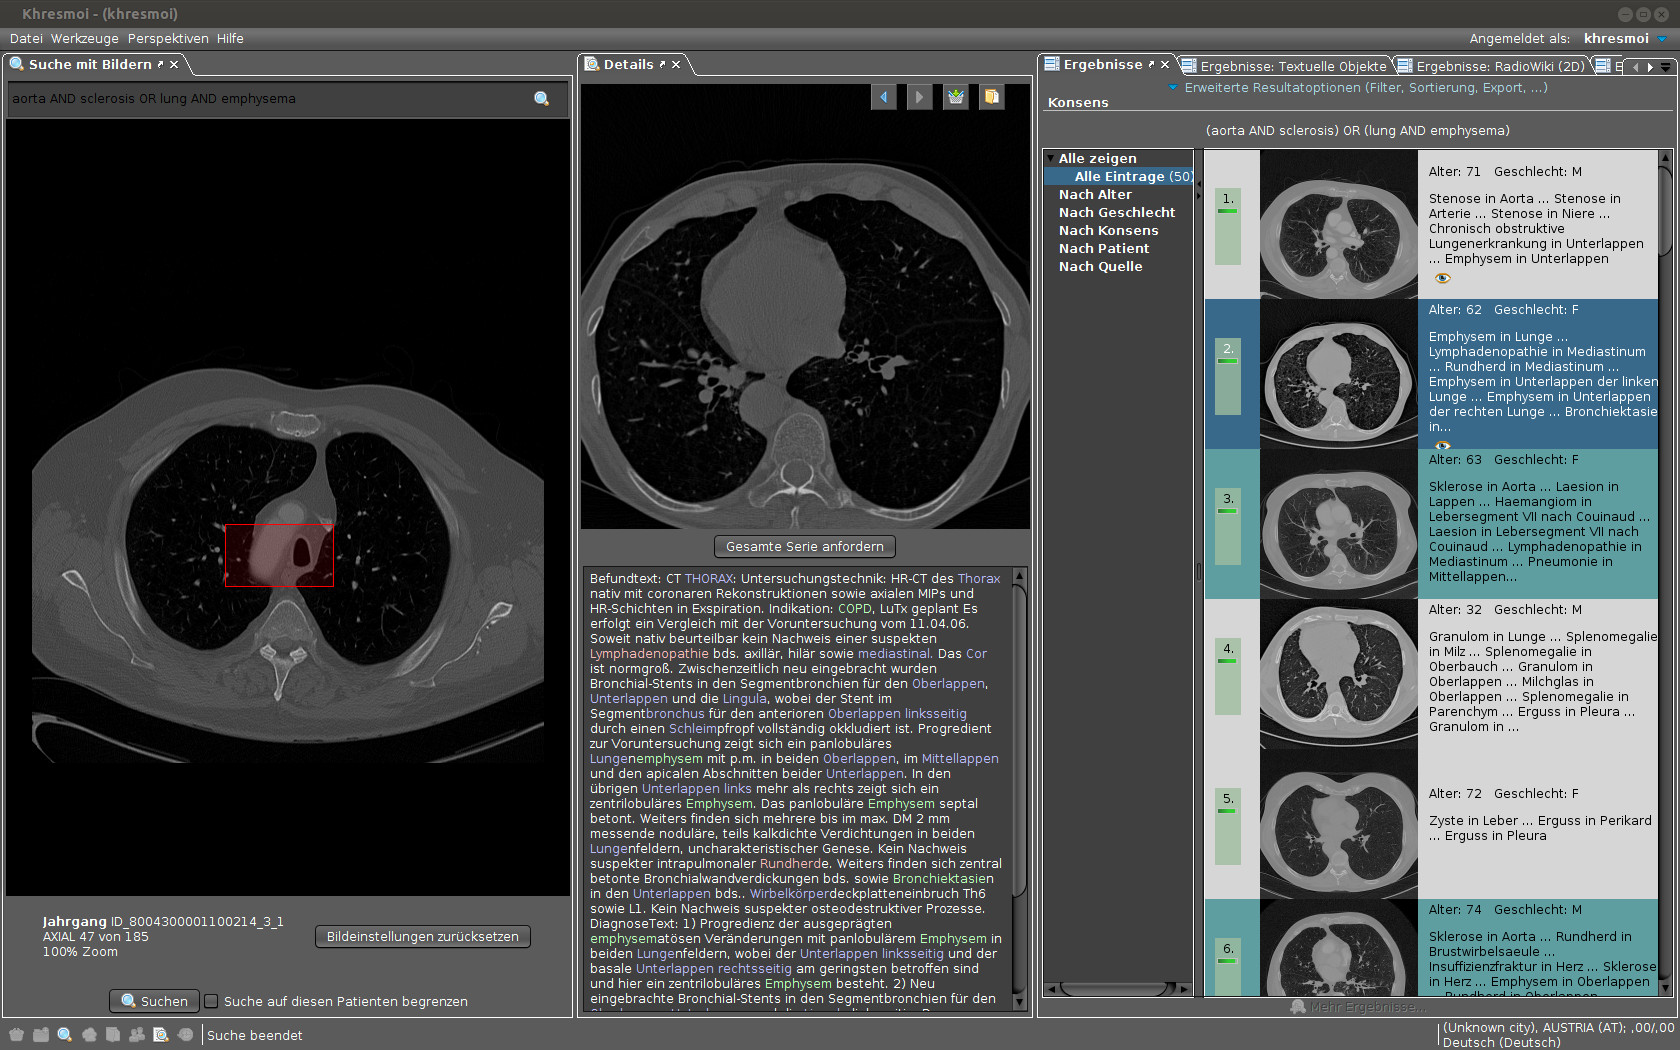 Khresmoi - (khresmoi)
Datei Werkzeuge Perspektiven Hilfe
Angemeldet als: khresmoi
Suche mit Bildern
aorta AND sclerosis OR lung AND emphysema
Jahrgang ID_8004300001100214_3_1
AXIAL 47 von 185
100% Zoom
Bildeinstellungen zurücksetzen
Suchen
Suche auf diesen Patienten begrenzen
Details
Gesamte Serie anfordern
Befundtext: CT THORAX: Untersuchungstechnik: HR-CT des Thorax
nativ mit coronaren Rekonstruktionen sowie axialen MIPs und
HR-Schichten in Exspiration. Indikation: COPD, LuTx geplant Es
erfolgt ein Vergleich mit der Voruntersuchung vom 11.04.06.
Soweit nativ beurteilbar kein Nachweis einer suspekten
Lymphadenopathie bds. axillär, hilär sowie mediastinal. Das Cor
ist normgroß. Zwischenzeitlich neu eingebracht wurden
Bronchial-Stents in den Segmentbronchien für den Oberlappen,
Unterlappen und die Lingula, wobei der Stent im
Segmentbronchus für den anterioren Oberlappen linksseitig
durch einen Schleimpfropf vollständig okkludiert ist. Progredient
zur Voruntersuchung zeigt sich ein panlobuläres
Lungenemphysem mit p.m. in beiden Oberlappen, im Mittellappen
und den apicalen Abschnitten beider Unterlappen. In den
übrigen Unterlappen links mehr als rechts zeigt sich ein
zentrilobuläres Emphysem. Das panlobuläre Emphysem septal
betont. Weiters finden sich mehrere bis im max. DM 2 mm
messende noduläre, teils kalkdichte Verdichtungen in beiden
Lungenfeldern, uncharakteristischer Genese. Kein Nachweis
suspekter intrapulmonaler Rundherde. Weiters finden sich zentral
betonte Bronchialwandverdickungen bds. sowie Bronchiektasien
in den Unterlappen bds.. Wirbelkörperdeckplatteneinbruch Th6
sowie L1. Kein Nachweis suspekter osteodestruktiver Prozesse.
DiagnoseText: 1) Progredienz der ausgeprägten
emphysematösen Veränderungen mit panlobulärem Emphysem in
beiden Lungenfeldern, wobei der Unterlappen linksseitig und der
basale Unterlappen rechtsseitig am geringsten betroffen sind
und hier ein zentrilobuläres Emphysem besteht. 2) Neu
eingebrachte Bronchial-Stents in den Segmentbronchien für den
Ergebnisse
Ergebnisse: Textuelle Objekte
Ergebnisse: RadioWiki (2D)
E
Erweiterte Resultatoptionen (Filter, Sortierung, Export, ...)
Konsens
(aorta AND sclerosis) OR (lung AND emphysema)
Alle zeigen
Alle Eintrage (50)
Nach Alter
Nach Geschlecht
Nach Konsens
Nach Patient
Nach Quelle
1.
Alter: 71 Geschlecht: M
Stenose in Aorta ... Stenose in
Arterie ... Stenose in Niere ...
Chronisch obstruktive
Lungenerkrankung in Unterlappen
... Emphysem in Unterlappen
2.
Alter: 62 Geschlecht: F
Emphysem in Lunge ...
Lymphadenopathie in Mediastinum
... Rundherd in Mediastinum ...
Emphysem in Unterlappen der linken
Lunge ... Emphysem in Unterlappen
der rechten Lunge ... Bronchiektasie
in...
3.
Alter: 63 Geschlecht: F
Sklerose in Aorta ... Laesion in
Lappen ... Haemangiom in
Lebersegment VII nach Couinaud ...
Laesion in Lebersegment VII nach
Couinaud ... Lymphadenopathie in
Mediastinum ... Pneumonie in
Mittellappen...
4.
Alter: 32 Geschlecht: M
Granulom in Lunge ... Splenomegalie
in Milz ... Splenomegalie in
Oberbauch ... Granulom in
Oberlappen ... Milchglas in
Oberlappen ... Splenomegalie in
Parenchym ... Erguss in Pleura ...
Granulom in ...
5.
Alter: 72 Geschlecht: F
Zyste in Leber ... Erguss in Perikard
... Erguss in Pleura
6.
Alter: 74 Geschlecht: M
Sklerose in Aorta ... Rundherd in
Brustwirbelsaeule ...
Insuffizienzfraktur in Herz ... Sklerose
in Herz ... Emphysem in Oberlappen
... Rundherd in Oberlappen
Mehr Ergebnisse...
Suche beendet
(Unknown city), AUSTRIA (AT); ,00/,00
Deutsch (Deutsch)